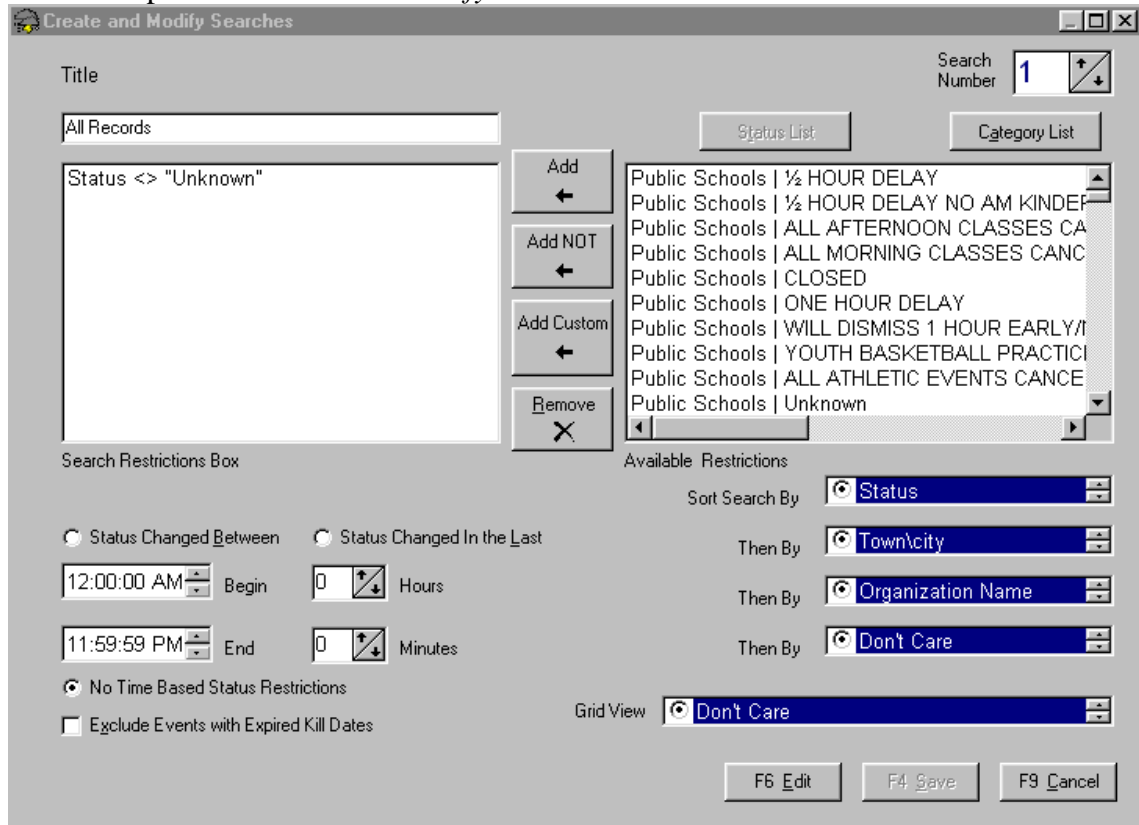 Create and Modify Searches
Search
Number
1
Title
All Records
Status List
Category List
Status <> "Unknown"
Add
Add NOT
Add Custom
Remove
Public Schools | ½ HOUR DELAY
Public Schools | ½ HOUR DELAY NO AM KINDER
Public Schools | ALL AFTERNOON CLASSES CA
Public Schools | ALL MORNING CLASSES CANC
Public Schools | CLOSED
Public Schools | ONE HOUR DELAY
Public Schools | WILL DISMISS 1 HOUR EARLY/
Public Schools | YOUTH BASKETBALL PRACTIC
Public Schools | ALL ATHLETIC EVENTS CANCE
Public Schools | Unknown
Search Restrictions Box
Available Restrictions
Sort Search By Status
Status Changed Between
Status Changed In the Last
Then By Town\city
12:00:00 AM Begin
0 Hours
Then By Organization Name
11:59:59 PM End
0 Minutes
Then By Don't Care
No Time Based Status Restrictions
Exclude Events with Expired Kill Dates
Grid View Don't Care
F6 Edit
F4 Save
F9 Cancel